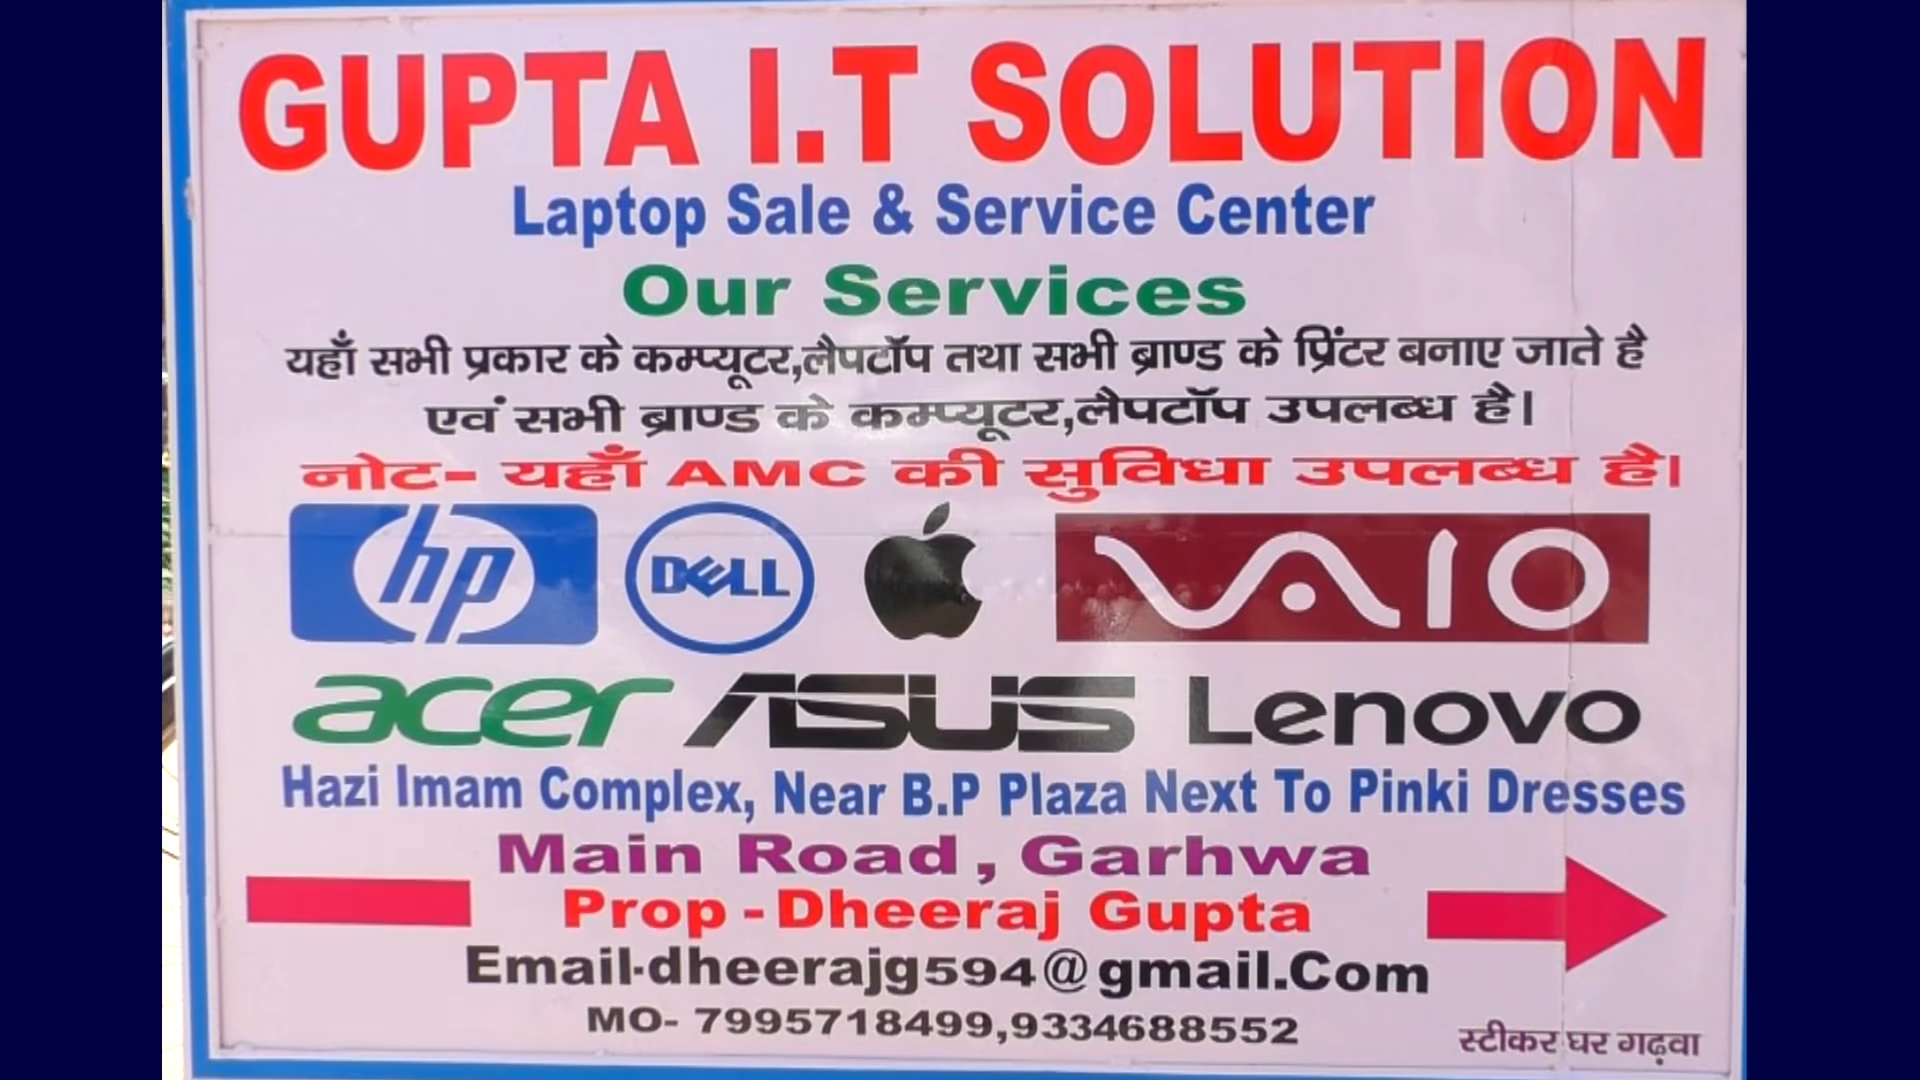 GUPTA I.T SOLUTION
Laptop Sale & Service Center
Our Services
यहाँ सभी प्रकार के कम्प्यूटर,लैपटॉप तथा सभी ब्राण्ड के प्रिंटर बनाए जाते है
एवं सभी ब्राण्ड के कम्प्यूटर,लैपटॉप उपलब्ध है।
नोट- यहाँ AMC की सुविधा उपलब्ध है।
hp DELL VAIO
acer ASUS Lenovo
Hazi Imam Complex, Near B.P Plaza Next To Pinki Dresses
Main Road , Garhwa
Prop - Dheeraj Gupta
Email-dheerajg594@gmail.Com
MO- 7995718499,9334688552
स्टीकर घर गढ़वा